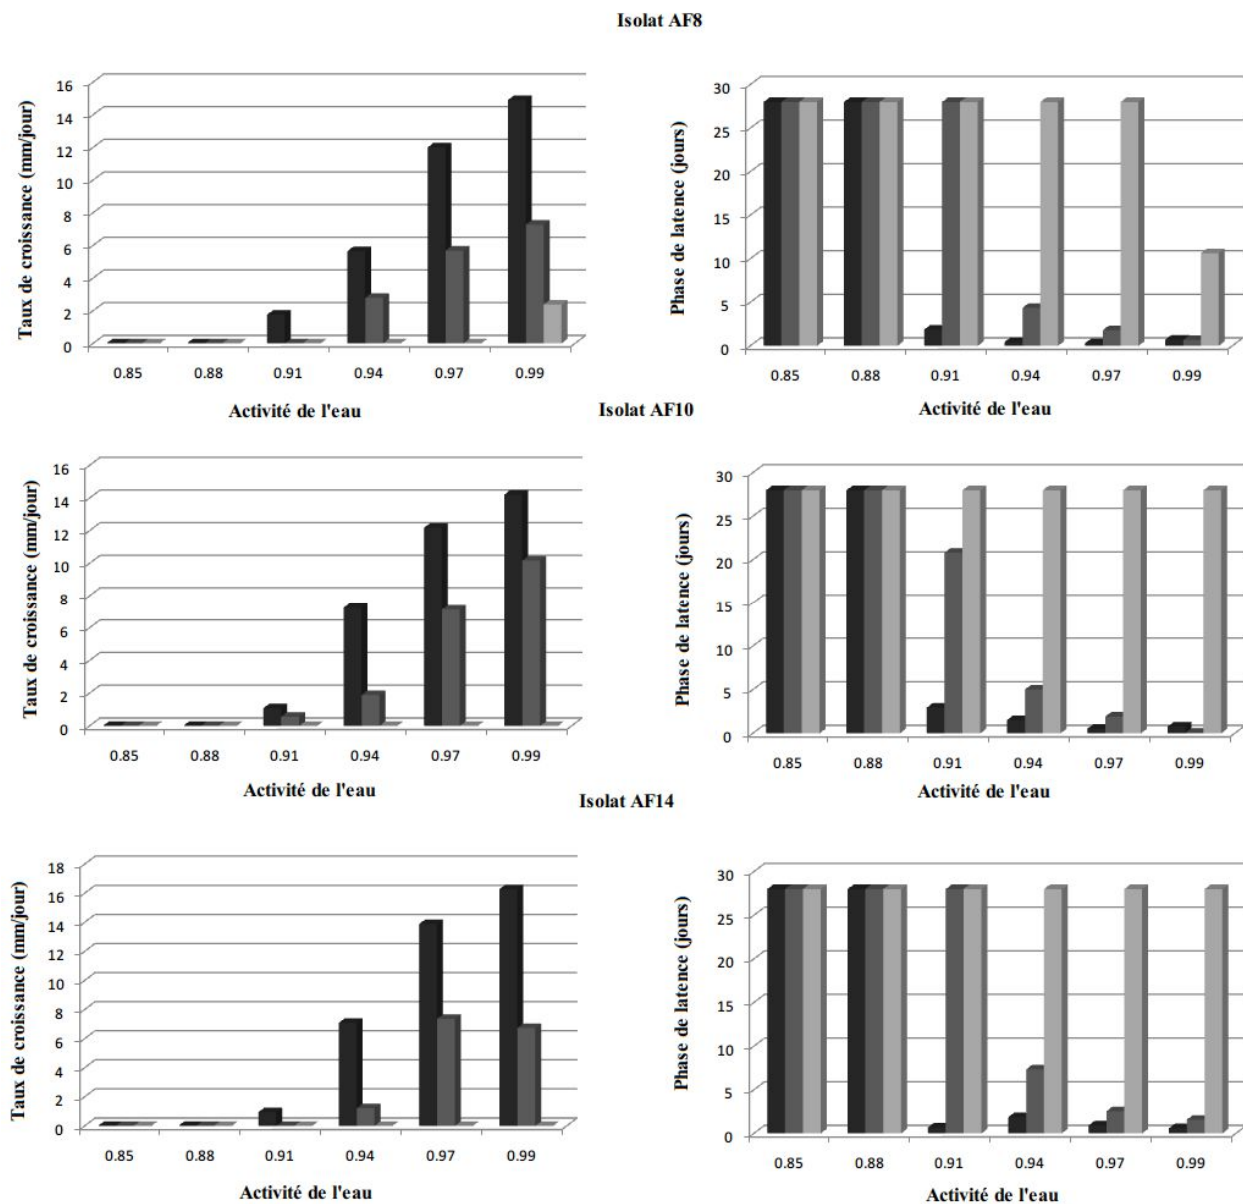 Isolat AF8
Taux de croissance (mm/jour)
16
14
12
10
8
6
4
2
0
0.85 0.88 0.91 0.94 0.97 0.99
Activité de l'eau
Phase de latence (jours)
30
25
20
15
10
5
0
0.85 0.88 0.91 0.94 0.97 0.99
Activité de l'eau
Isolat AF10
Taux de croissance (mm/jour)
16
14
12
10
8
6
4
2
0
0.85 0.88 0.91 0.94 0.97 0.99
Activité de l'eau
Phase de latence (jours)
30
25
20
15
10
5
0
0.85 0.88 0.91 0.94 0.97 0.99
Activité de l'eau
Isolat AF14
Taux de croissance (mm/jour)
18
16
14
12
10
8
6
4
2
0
0.85 0.88 0.91 0.94 0.97 0.99
Activité de l'eau
Phase de latence (jours)
30
25
20
15
10
5
0
0.85 0.88 0.91 0.94 0.97 0.99
Activité de l'eau